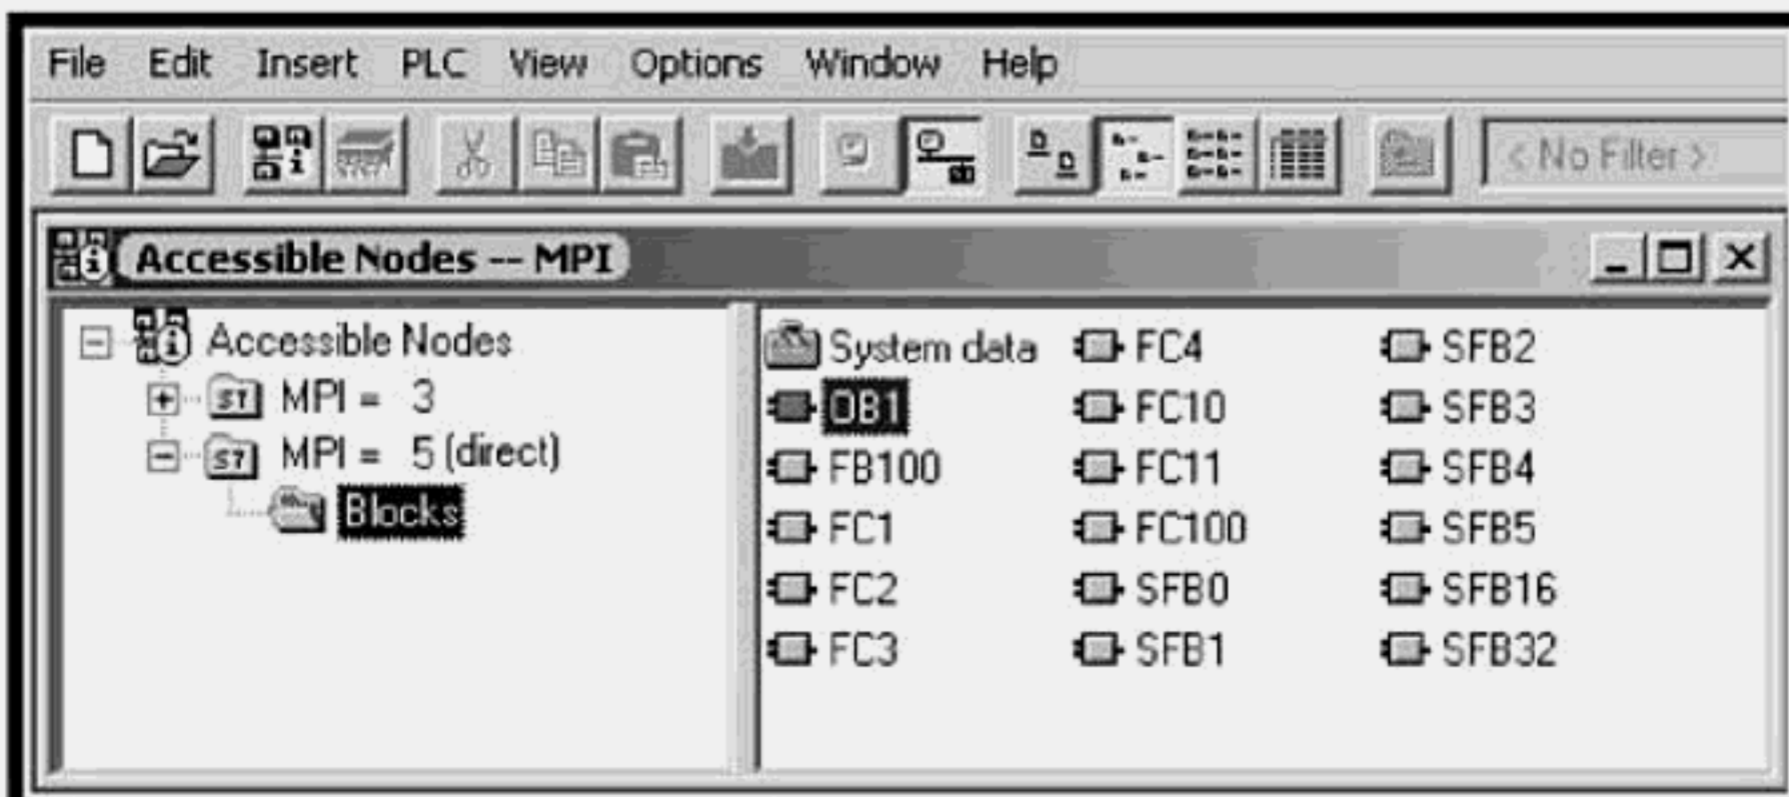 File Edit Insert PLC View Options Window Help
< No Filter >
Accessible Nodes -- MPI
Accessible Nodes
MPI = 3
MPI = 5 (direct)
Blocks
System data FC4 SFB2
OB1 FC10 SFB3
FB100 FC11 SFB4
FC1 FC100 SFB5
FC2 SFB0 SFB16
FC3 SFB1 SFB32